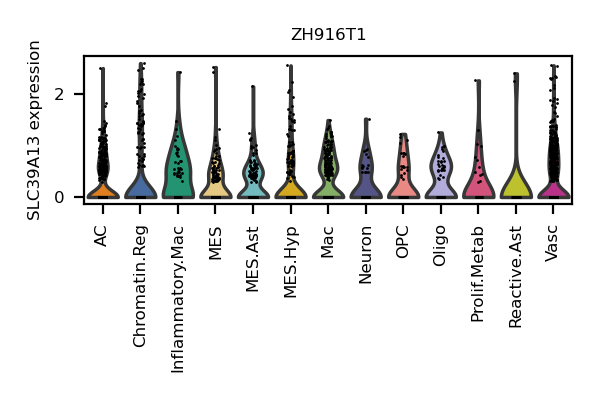 ZH916T1
SLC39A13 expression
2
0
AC
Chromatin.Reg
Inflammatory.Mac
MES
MES.Ast
MES.Hyp
Mac
Neuron
OPC
Oligo
Prolif.Metab
Reactive.Ast
Vasc